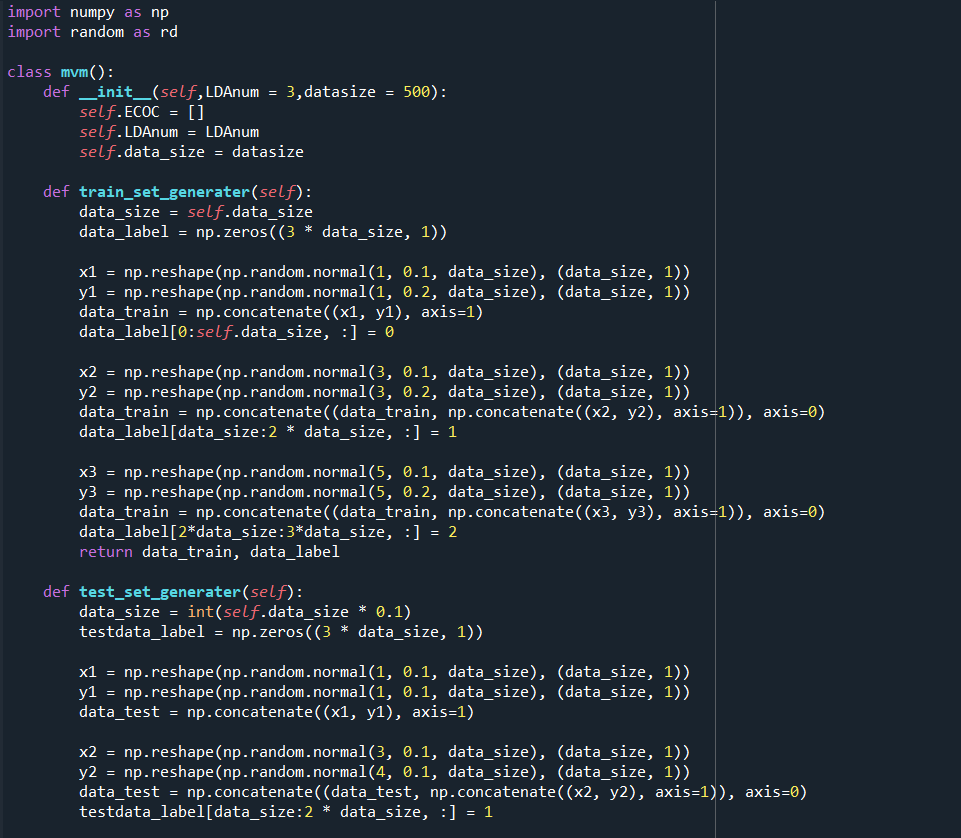 import numpy as np
import random as rd

class mvm():
    def __init__(self,LDAnum = 3,datasize = 500):
        self.ECOC = []
        self.LDAnum = LDAnum
        self.data_size = datasize

    def train_set_generater(self):
        data_size = self.data_size
        data_label = np.zeros((3 * data_size, 1))

        x1 = np.reshape(np.random.normal(1, 0.1, data_size), (data_size, 1))
        y1 = np.reshape(np.random.normal(1, 0.2, data_size), (data_size, 1))
        data_train = np.concatenate((x1, y1), axis=1)
        data_label[0:self.data_size, :] = 0

        x2 = np.reshape(np.random.normal(3, 0.1, data_size), (data_size, 1))
        y2 = np.reshape(np.random.normal(3, 0.2, data_size), (data_size, 1))
        data_train = np.concatenate((data_train, np.concatenate((x2, y2), axis=1)), axis=0)
        data_label[data_size:2 * data_size, :] = 1

        x3 = np.reshape(np.random.normal(5, 0.1, data_size), (data_size, 1))
        y3 = np.reshape(np.random.normal(5, 0.2, data_size), (data_size, 1))
        data_train = np.concatenate((data_train, np.concatenate((x3, y3), axis=1)), axis=0)
        data_label[2*data_size:3*data_size, :] = 2
        return data_train, data_label

    def test_set_generater(self):
        data_size = int(self.data_size * 0.1)
        testdata_label = np.zeros((3 * data_size, 1))

        x1 = np.reshape(np.random.normal(1, 0.1, data_size), (data_size, 1))
        y1 = np.reshape(np.random.normal(1, 0.1, data_size), (data_size, 1))
        data_test = np.concatenate((x1, y1), axis=1)

        x2 = np.reshape(np.random.normal(3, 0.1, data_size), (data_size, 1))
        y2 = np.reshape(np.random.normal(4, 0.1, data_size), (data_size, 1))
        data_test = np.concatenate((data_test, np.concatenate((x2, y2), axis=1)), axis=0)
        testdata_label[data_size:2 * data_size, :] = 1